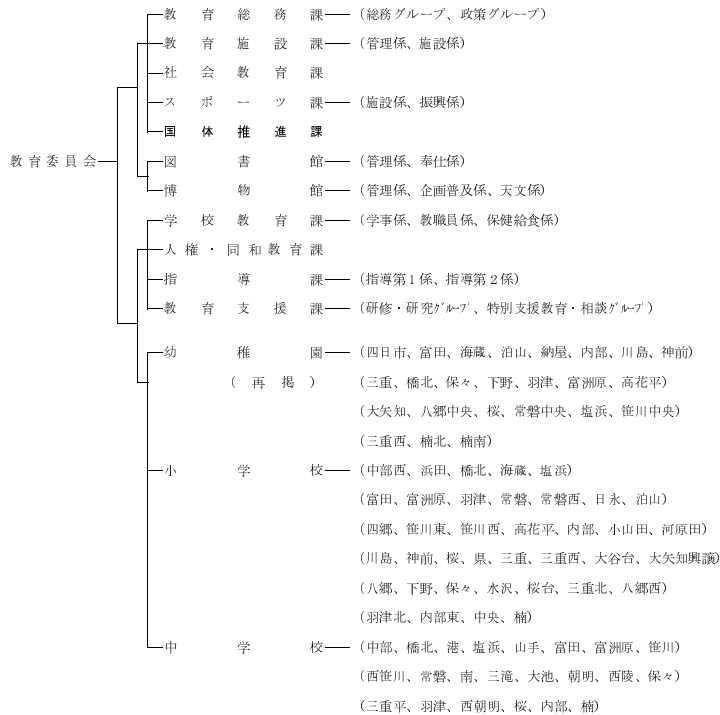 教育総務課 (総務グループ、政策グループ)
教育施設課 (管理係、施設係)
社会教育課
スポーツ課 (施設係、振興係)
国体推進課
教育委員会 図書館 (管理係、奉仕係)
博物館 (管理係、企画普及係、天文係)
学校教育課 (学事係、教職員係、保健給食係)
人権・同和教育課
指導課 (指導第1係、指導第2係)
教育支援課 (研修・研究グループ、特別支援教育・相談グループ)
幼稚園 (四日市、富田、海蔵、泊山、納屋、内部、川島、神前)
(再掲) (三重、橋北、保々、下野、羽津、富洲原、高花平)
(大矢知、八郷中央、桜、常磐中央、塩浜、笹川中央)
(三重西、楠北、楠南)
小学校 (中部西、浜田、橋北、海蔵、塩浜)
(富田、富洲原、羽津、常磐、常磐西、日永、泊山)
(四郷、笹川東、笹川西、高花平、内部、小山田、河原田)
(川島、神前、桜、県、三重、三重西、大谷台、大矢知興譲)
(八郷、下野、保々、水沢、桜台、三重北、八郷西)
(羽津北、内部東、中央、楠)
中学校 (中部、橋北、港、塩浜、山手、富田、富洲原、笹川)
(西笹川、常磐、南、三滝、大池、朝明、西陵、保々)
(三重平、羽津、西朝明、桜、内部、楠)